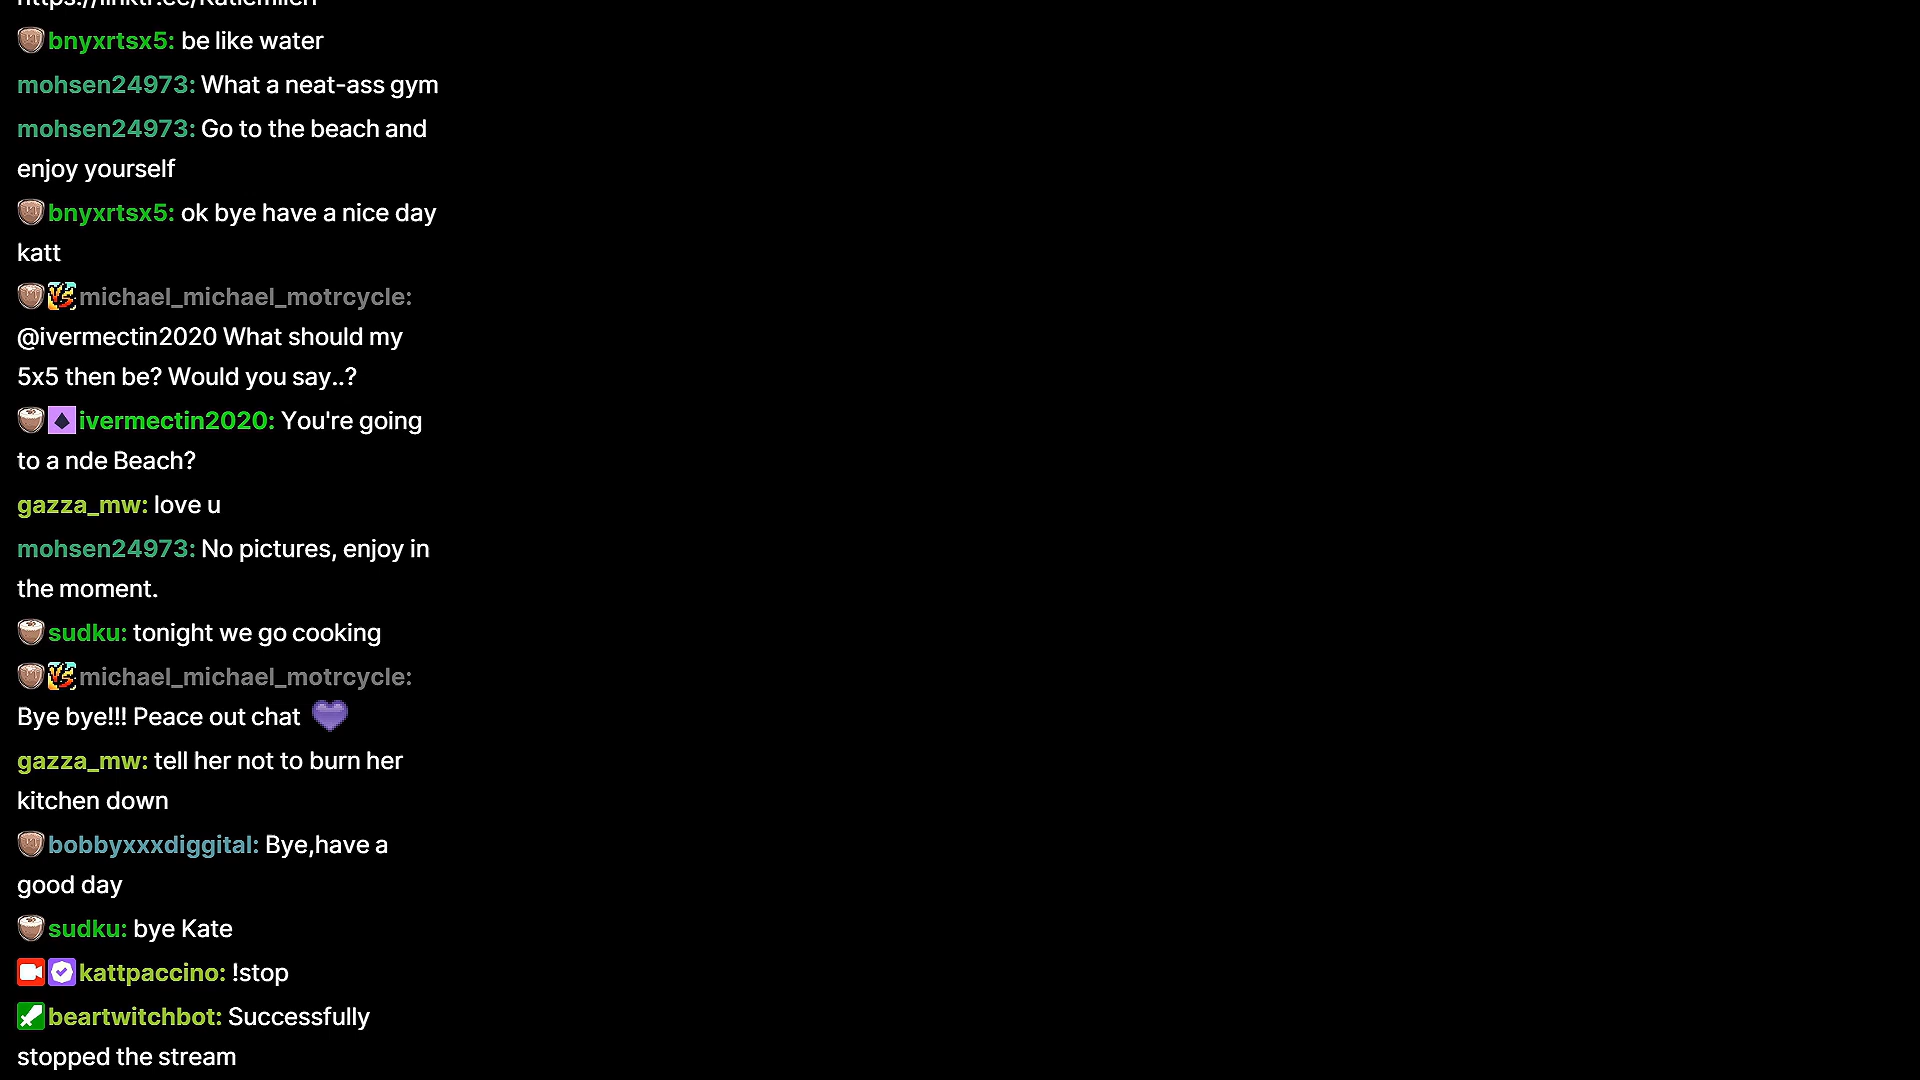 https://linktr.ee/Katiemilen
bnyxrtsx5: be like water
mohsen24973: What a neat-ass gym
mohsen24973: Go to the beach and
enjoy yourself
bnyxrtsx5: ok bye have a nice day
katt
michael_michael_motrcycle:
@ivermectin2020 What should my
5x5 then be? Would you say..?
ivermectin2020: You're going
to a nde Beach?
gazza_mw: love u
mohsen24973: No pictures, enjoy in
the moment.
sudku: tonight we go cooking
michael_michael_motrcycle:
Bye bye!!! Peace out chat
gazza_mw: tell her not to burn her
kitchen down
bobbyxxxdiggital: Bye,have a
good day
sudku: bye Kate
kattpaccino: !stop
beartwitchbot: Successfully
stopped the stream